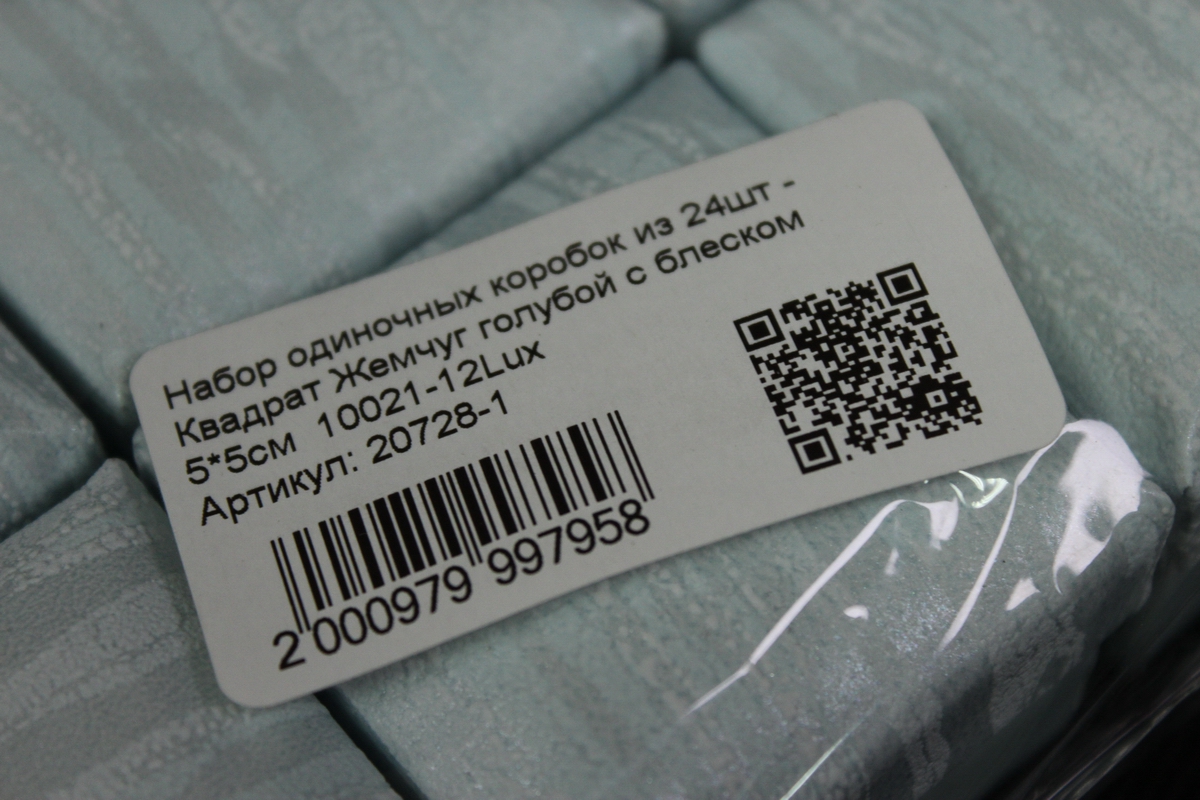 Набор одиночных коробок из 24шт -
Квадрат Жемчуг голубой с блеском
5*5см 10021-12Lux
Артикул: 20728-1
2 000979 997958